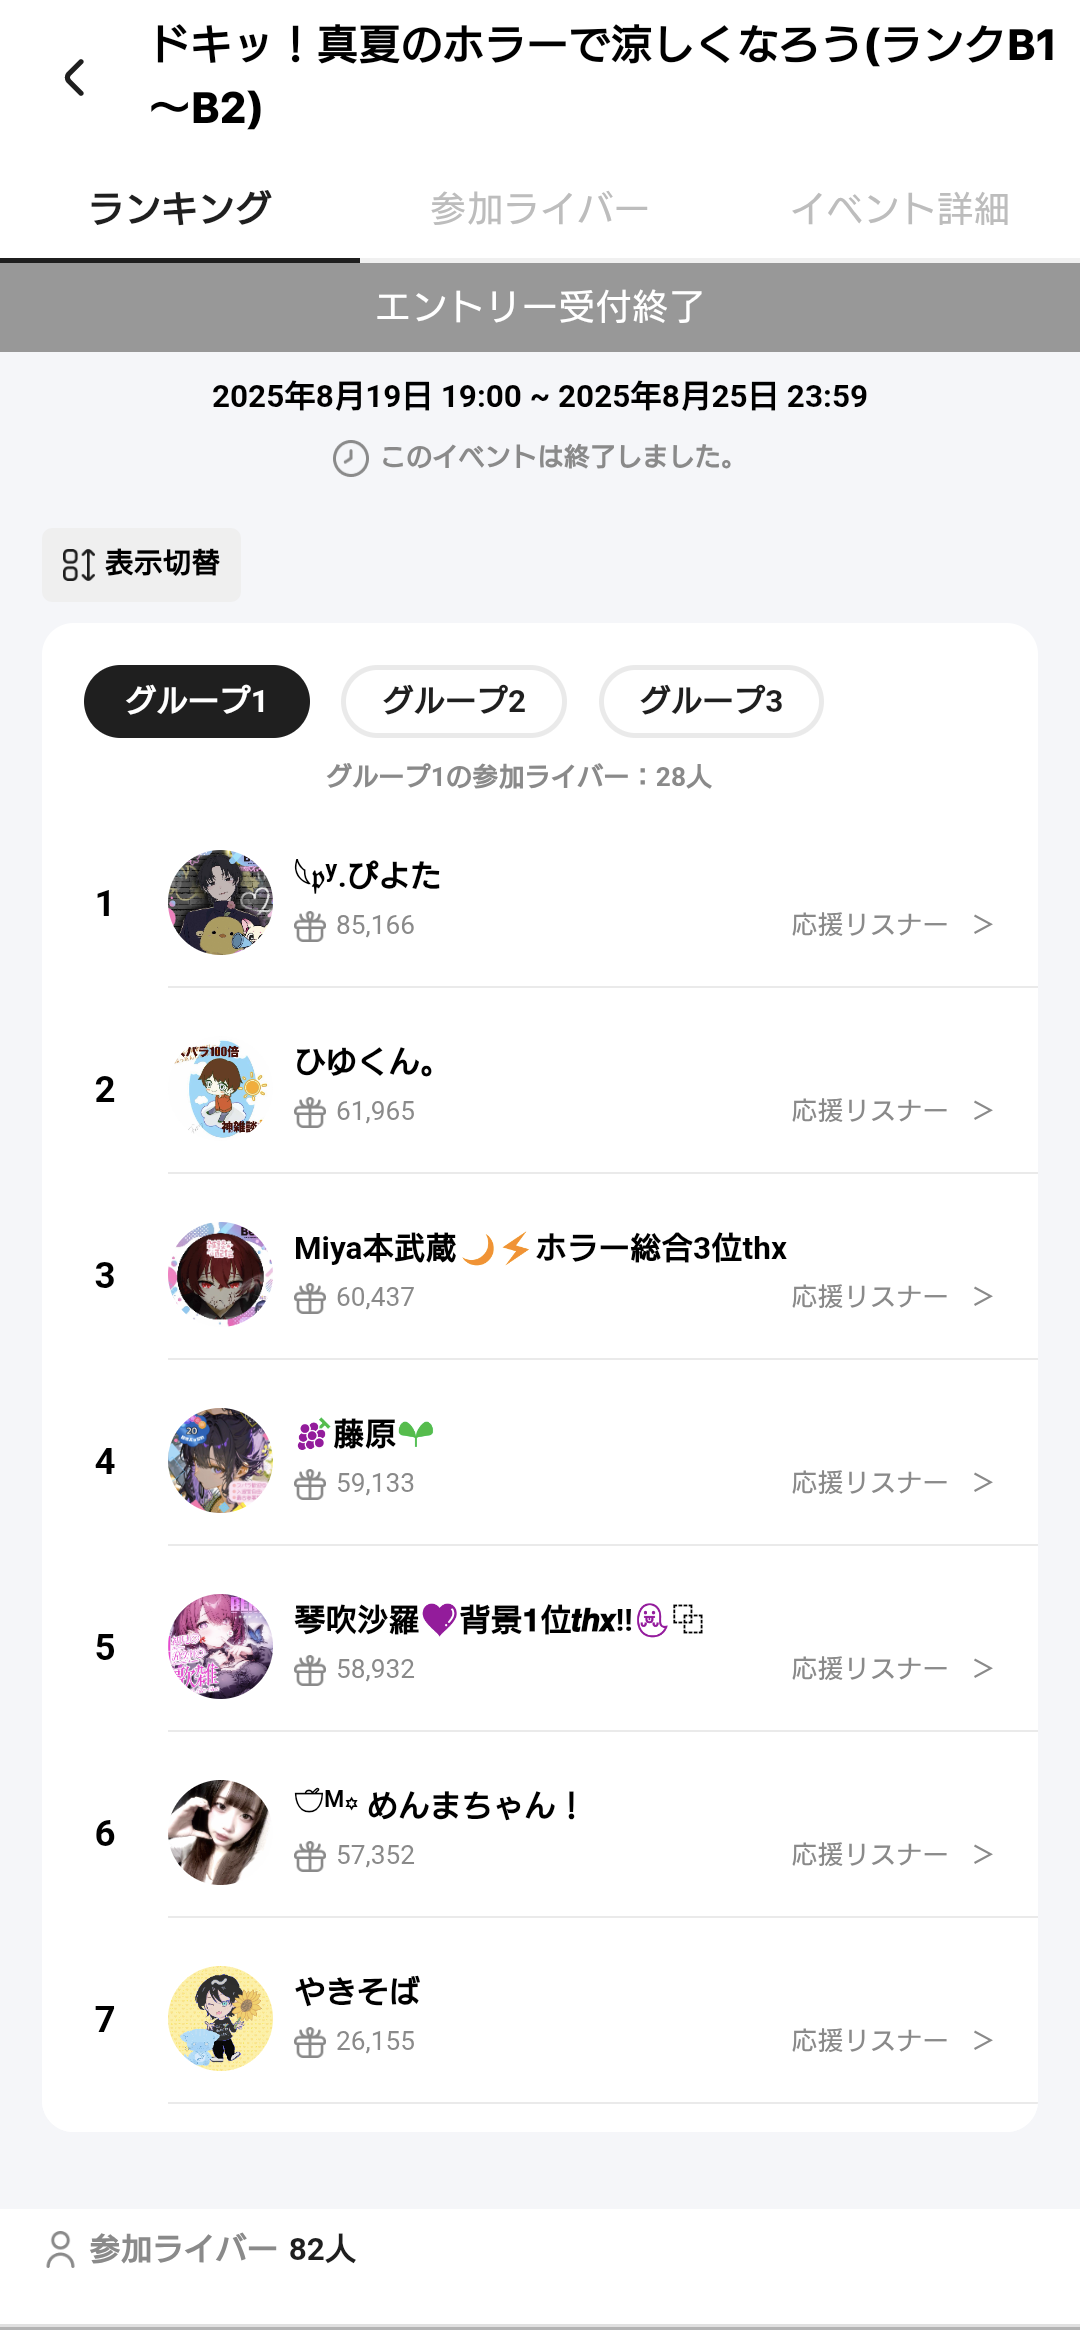 ドキッ！真夏のホラーで涼しくなろう(ランクB1
～B2)
ランキング
参加ライバー
イベント詳細
エントリー受付終了
2025年8月19日 19:00 ~ 2025年8月25日 23:59
このイベントは終了しました。
表示切替
グループ1
グループ2
グループ3
グループ1の参加ライバー：28人
1
𝔭ʸ.ぴよた
85,166
応援リスナー ＞
2
パラ100倍
神雑談
ひゆくん。
61,965
応援リスナー ＞
3
Miya本武蔵🌙⚡ホラー総合3位thx
60,437
応援リスナー ＞
4
20
🍇藤原🌱
59,133
応援リスナー ＞
5
琴吹沙羅💜背景1位thx!!
58,932
応援リスナー ＞
6
ᴹ✡ めんまちゃん！
57,352
応援リスナー ＞
7
やきそば
26,155
応援リスナー ＞
参加ライバー 82人